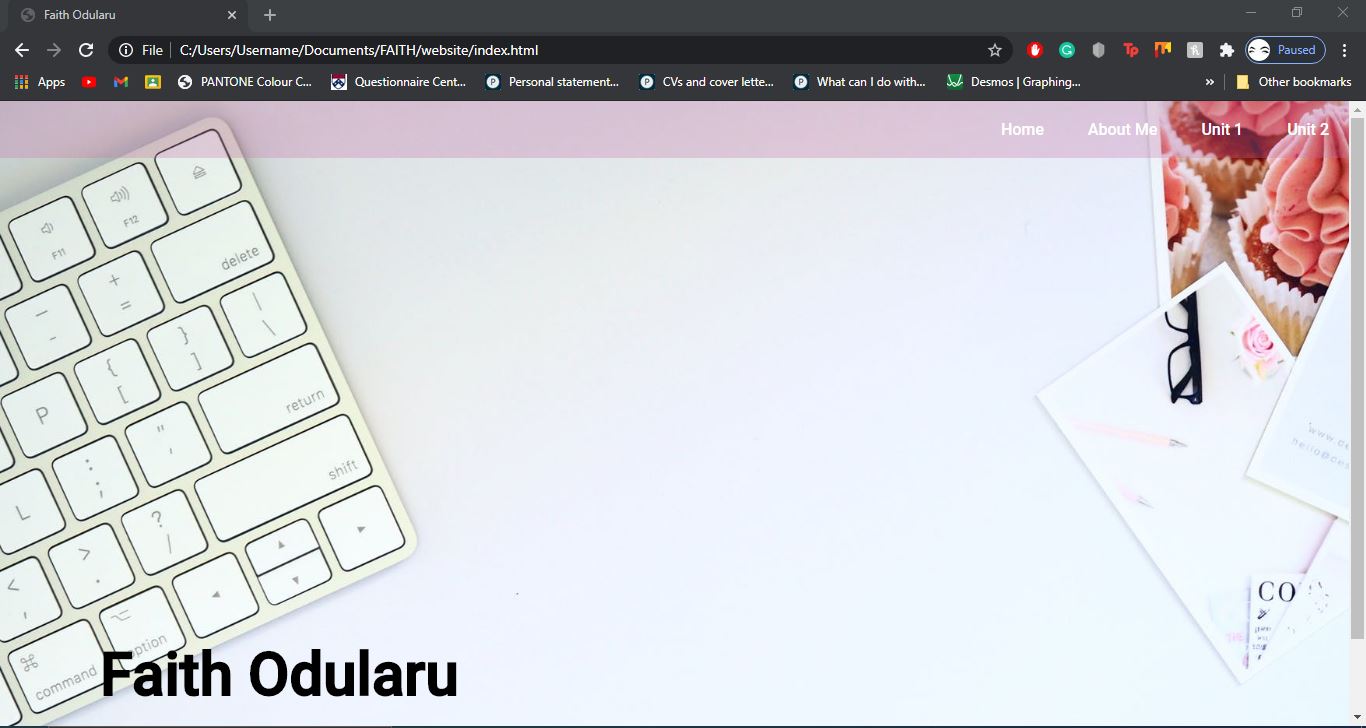 Faith Odularu
File C:/Users/Username/Documents/FAITH/website/index.html Paused
Apps PANTONE Colour C... Questionnaire Cent... Personal statement... CVs and cover lette... What can I do with... Desmos | Graphing... » Other bookmarks
Home About Me Unit 1 Unit 2
F11 F12
delete
+ =
| \
{ [ } ]
return
P
" '
: ;
shift
L
? /
> .
< ,
option
command
hello@
CO
Faith Odularu